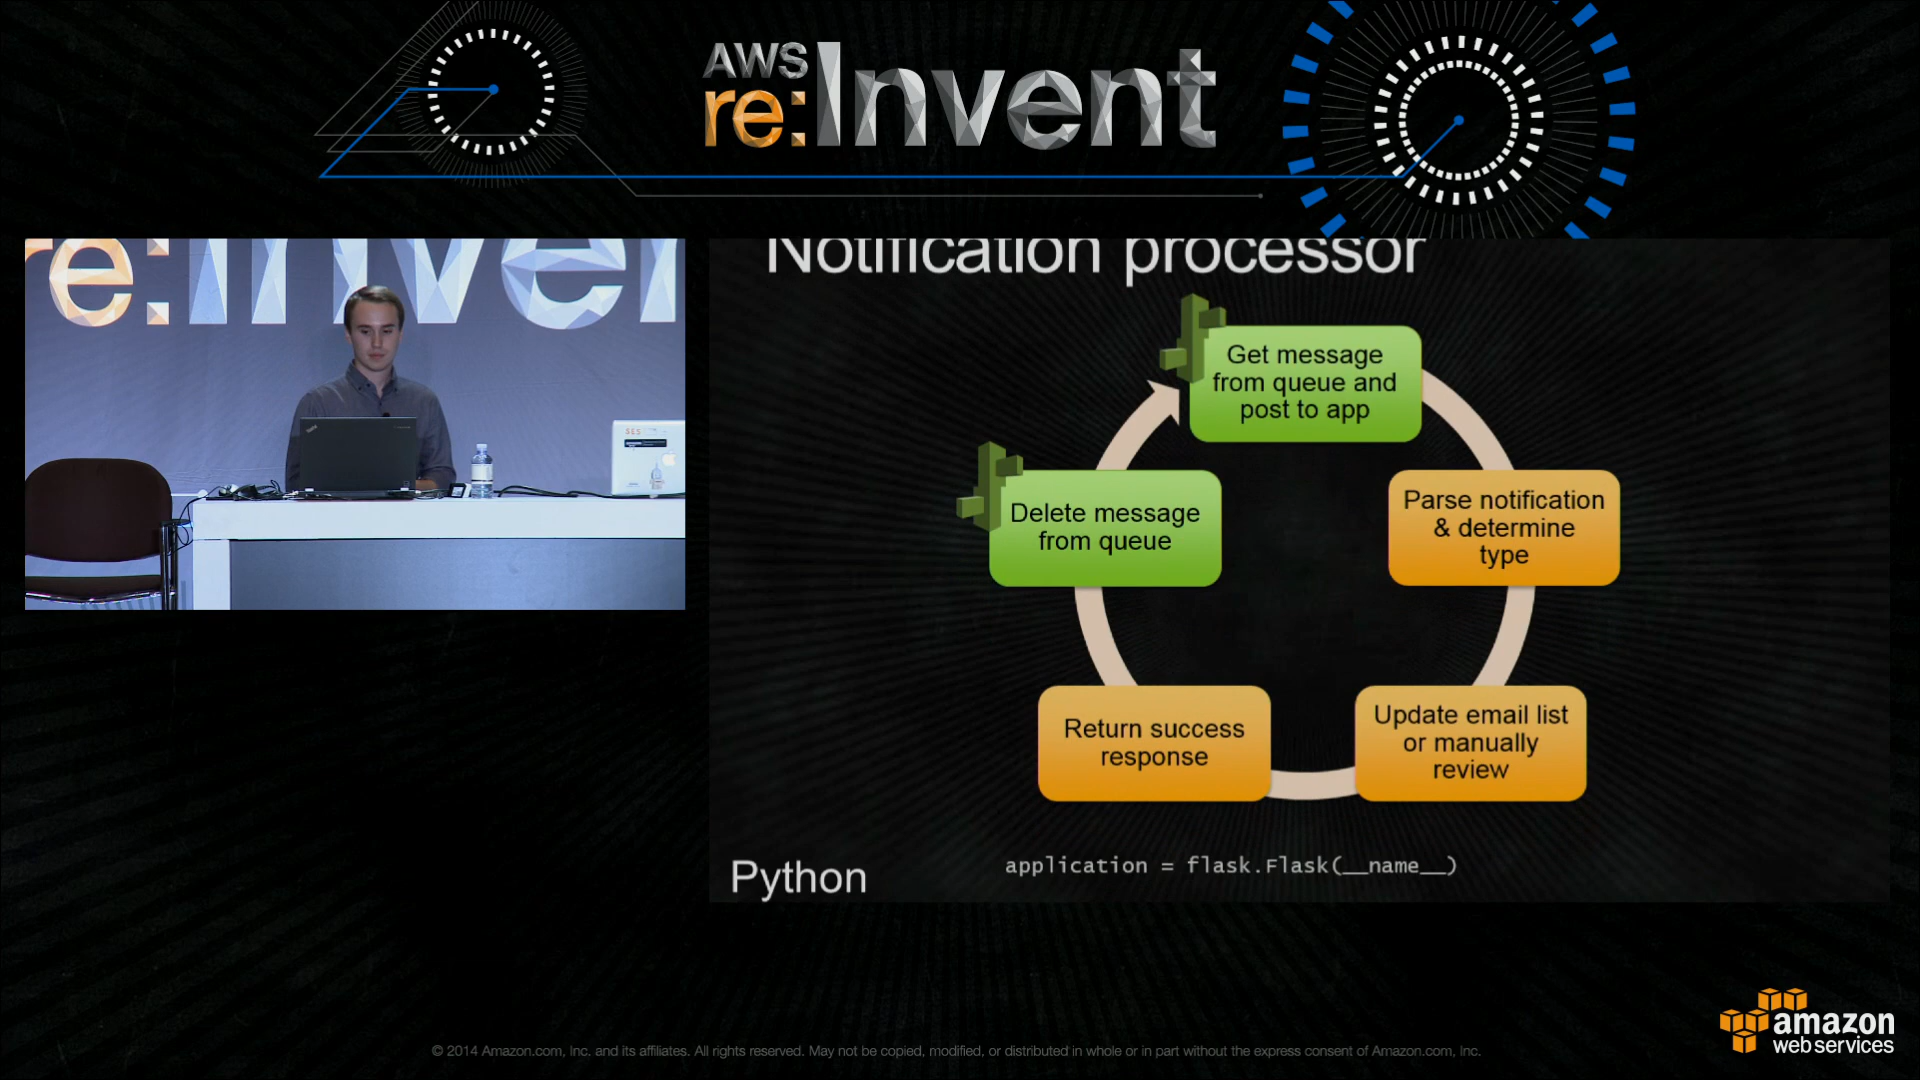 AWS
re:Invent
re:Inven
SES
Notification processor
Get message
from queue and
post to app
Parse notification
& determine
type
Update email list
or manually
review
Return success
response
Delete message
from queue
Python
application = flask.Flask(__name__)
amazon
web services
© 2014 Amazon.com, Inc. and its affiliates. All rights reserved. May not be copied, modified, or distributed in whole or in part without the express consent of Amazon.com, Inc.